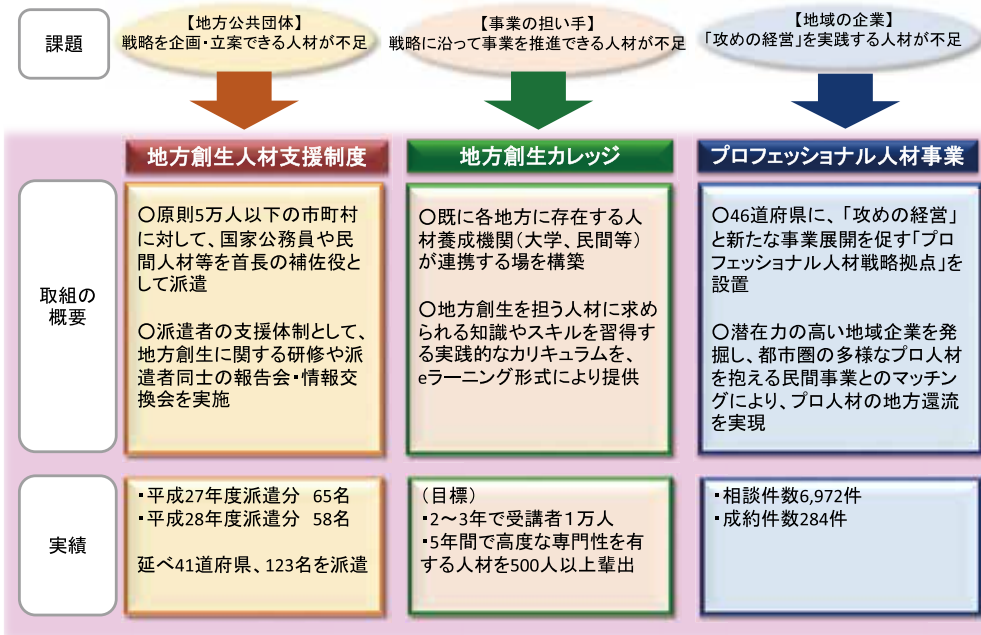 課題
【地方公共団体】
戦略を企画・立案できる人材が不足
【事業の担い手】
戦略に沿って事業を推進できる人材が不足
【地域の企業】
「攻めの経営」を実践する人材が不足
地方創生人材支援制度
地方創生カレッジ
プロフェッショナル人材事業
取組の
概要
○原則5万人以下の市町村
に対して、国家公務員や民
間人材等を首長の補佐役と
して派遣
○派遣者の支援体制として、
地方創生に関する研修や派
遣者同士の報告会・情報交
換会を実施
○既に各地方に存在する人
材養成機関（大学、民間等）
が連携する場を構築
○地方創生を担う人材に求め
られる知識やスキルを習得す
る実践的なカリキュラムを、
eラーニング形式により提供
○46道府県に、「攻めの経営」
と新たな事業展開を促す「プロ
フェッショナル人材戦略拠点」を
設置
○潜在力の高い地域企業を発
掘し、都市圏の多様なプロ人材
を抱える民間事業とのマッチン
グにより、プロ人材の地方還流
を実現
実績
・平成27年度派遣分 65名
・平成28年度派遣分 58名
延べ41道府県、123名を派遣
（目標）
・2～3年で受講者１万人
・5年間で高度な専門性を有
する人材を500人以上輩出
・相談件数6,972件
・成約件数284件